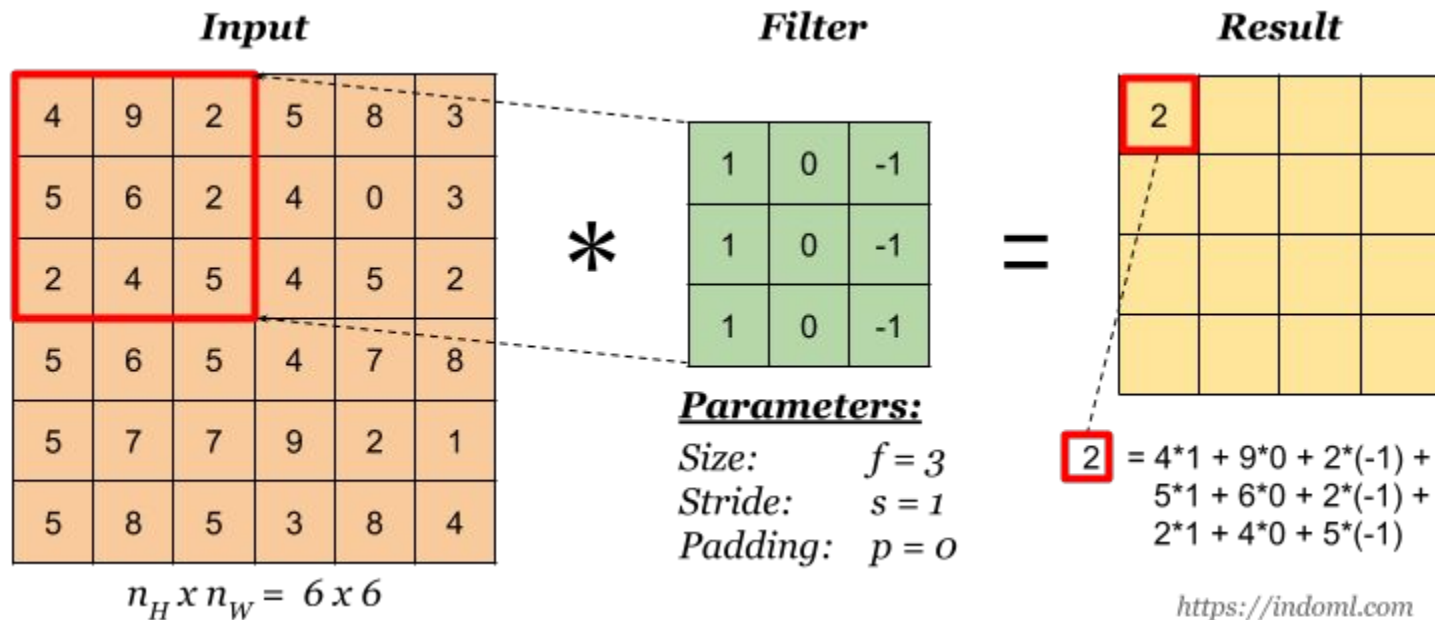 Input
Filter
Result
4 9 2 5 8 3
5 6 2 4 0 3
2 4 5 4 5 2
5 6 5 4 7 8
5 7 7 9 2 1
5 8 5 3 8 4
n_H x n_W = 6 x 6
*
1 0 -1
1 0 -1
1 0 -1
Parameters:
Size: f = 3
Stride: s = 1
Padding: p = 0
=
2
2 = 4*1 + 9*0 + 2*(-1) +
5*1 + 6*0 + 2*(-1) +
2*1 + 4*0 + 5*(-1)
https://indoml.com